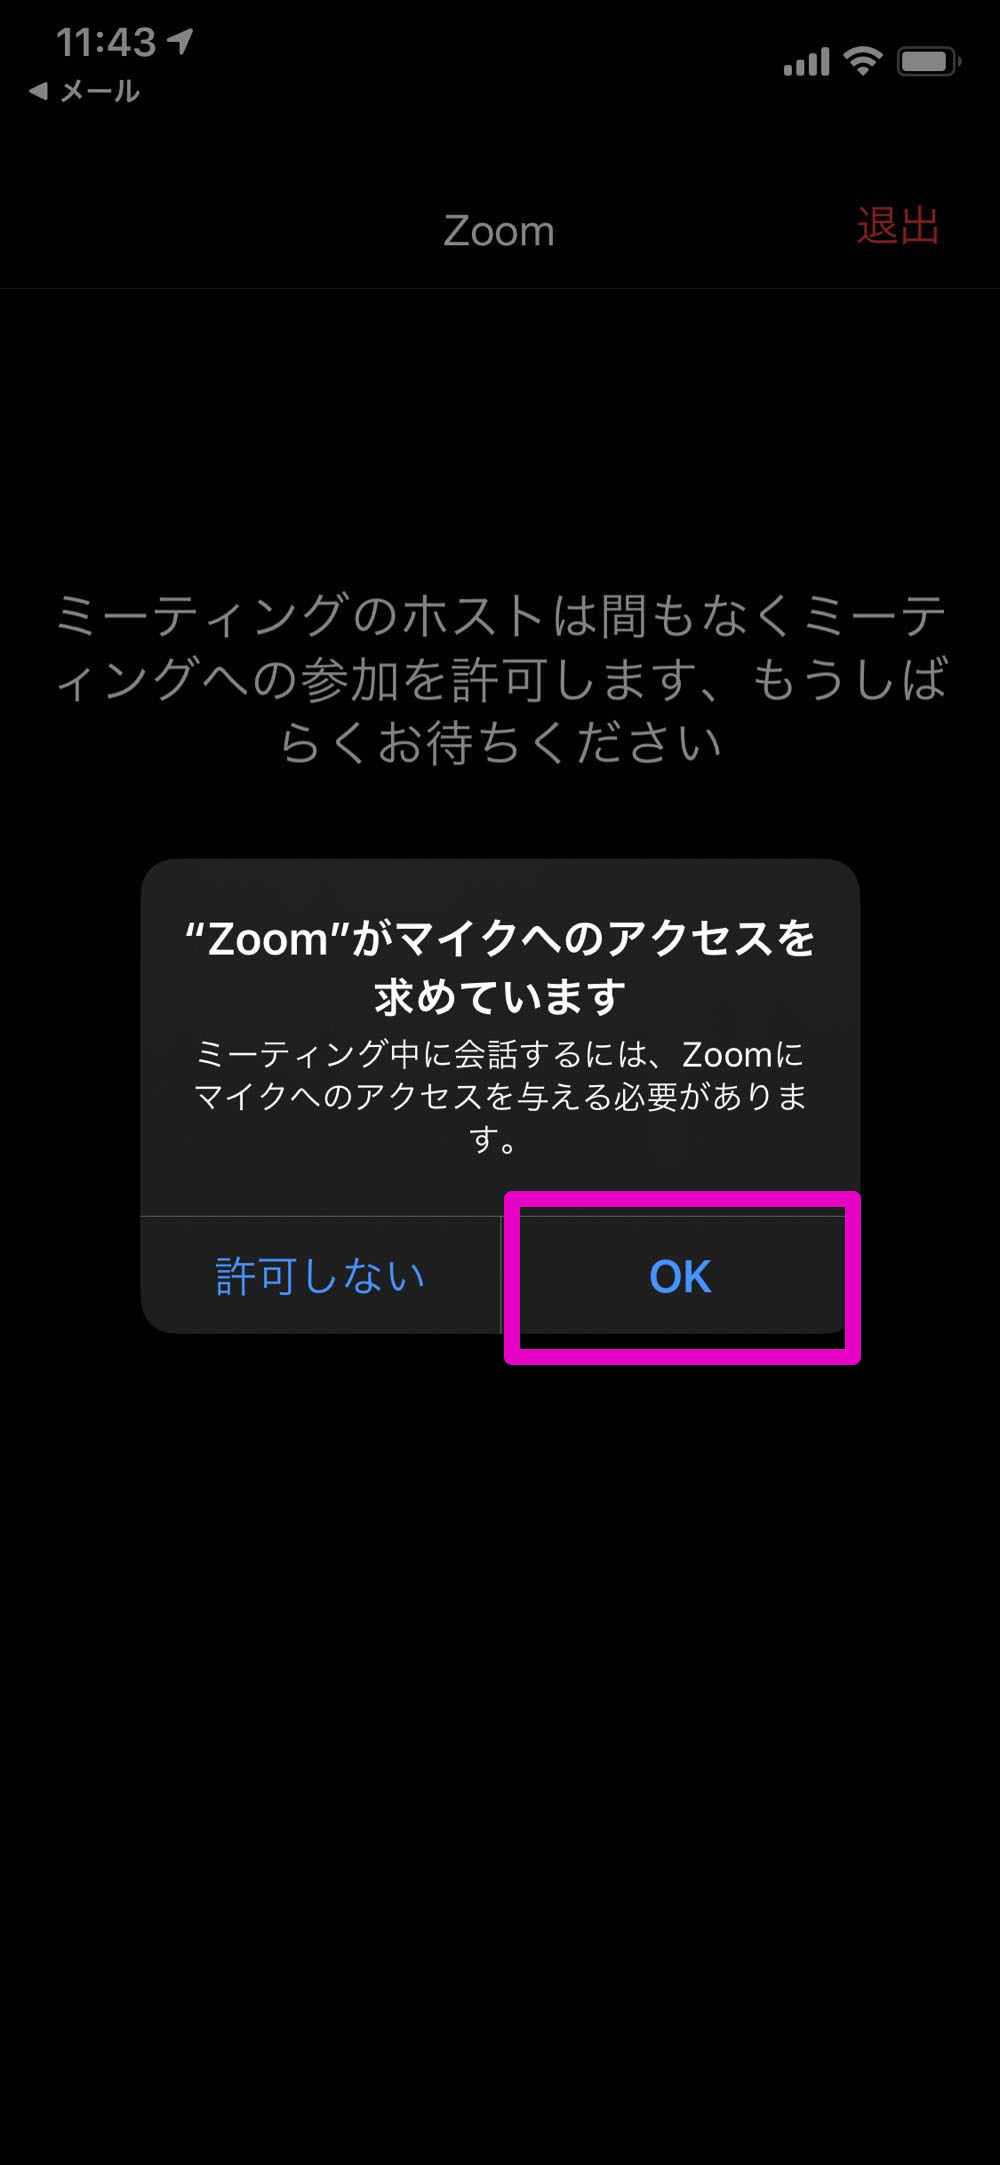 11:43
◀ メール
Zoom
退出
ミーティングのホストは間もなくミーテ
ィングへの参加を許可します、もうしば
らくお待ちください
“Zoom”がマイクへのアクセスを
求めています
ミーティング中に会話するには、Zoomに
マイクへのアクセスを与える必要がありま
す。
許可しない
OK